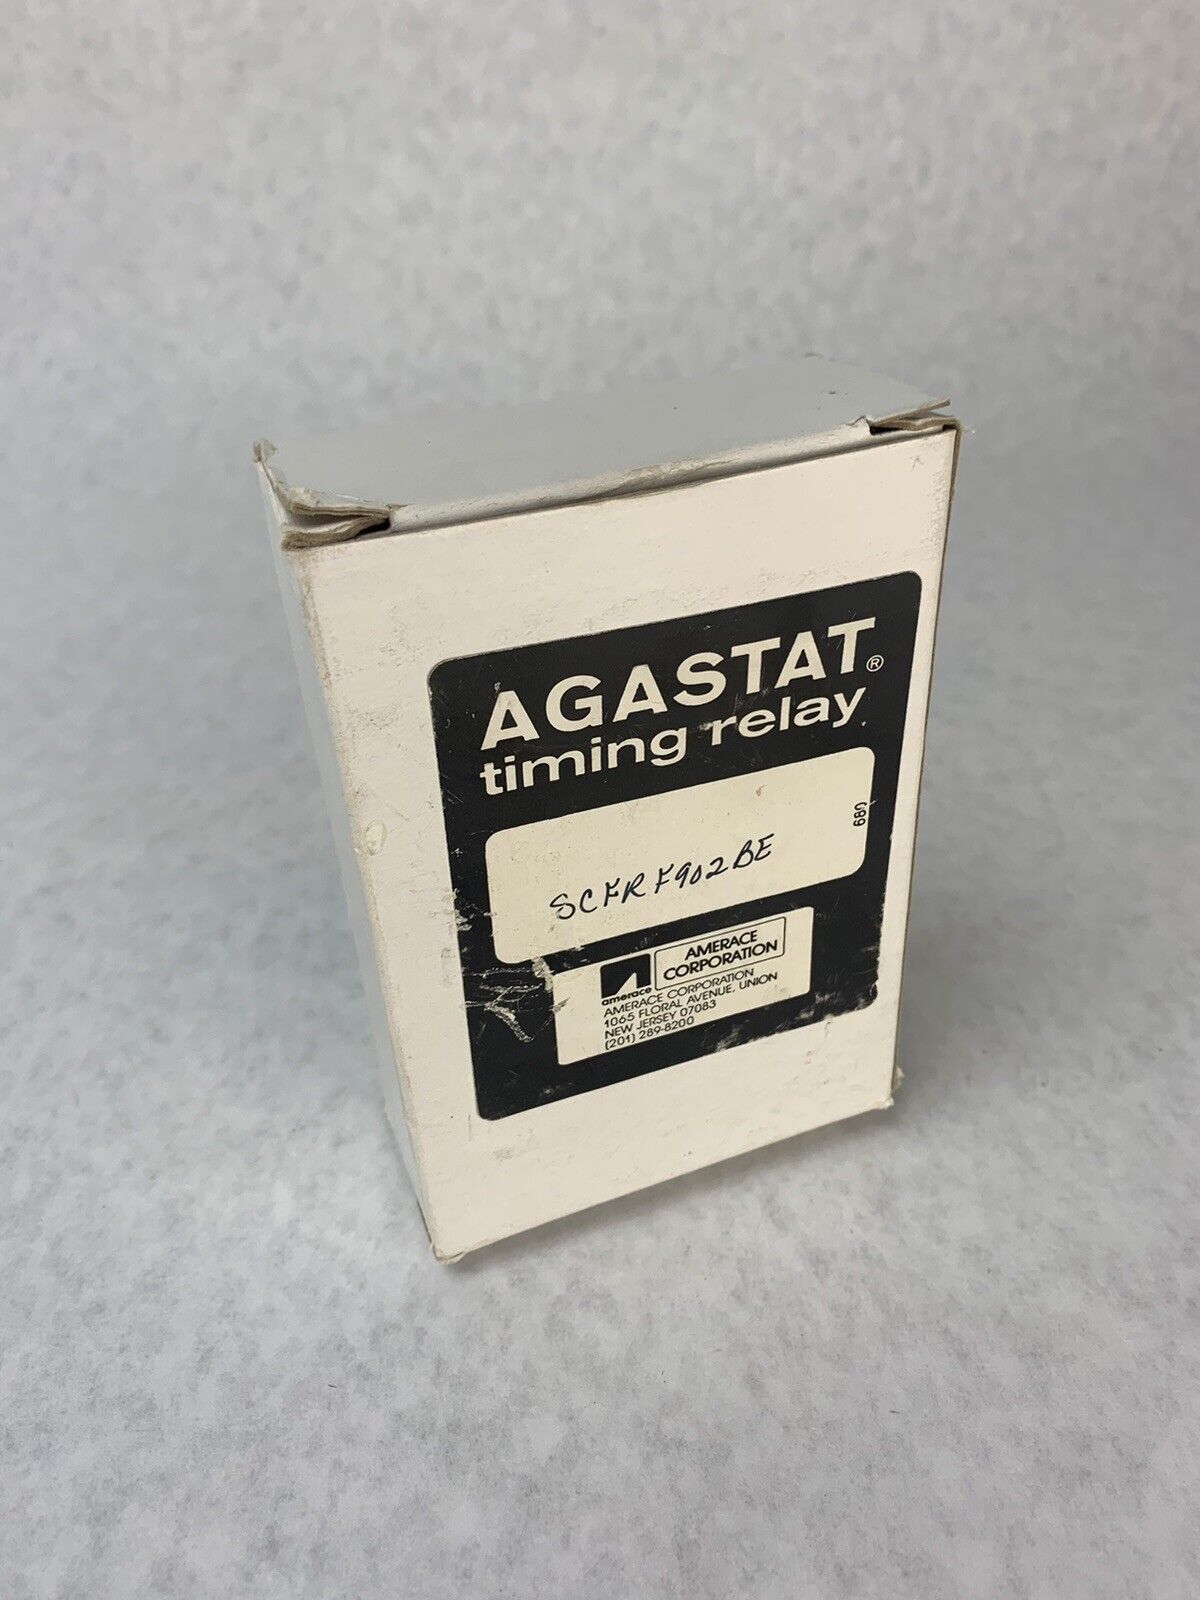 AGASTAT®
timing relay
089
SCFRF902BE
amerace
AMERACE
CORPORATION
AMERACE CORPORATION
1065 FLORAL AVENUE, UNION
NEW JERSEY 07083
(201) 289-8200